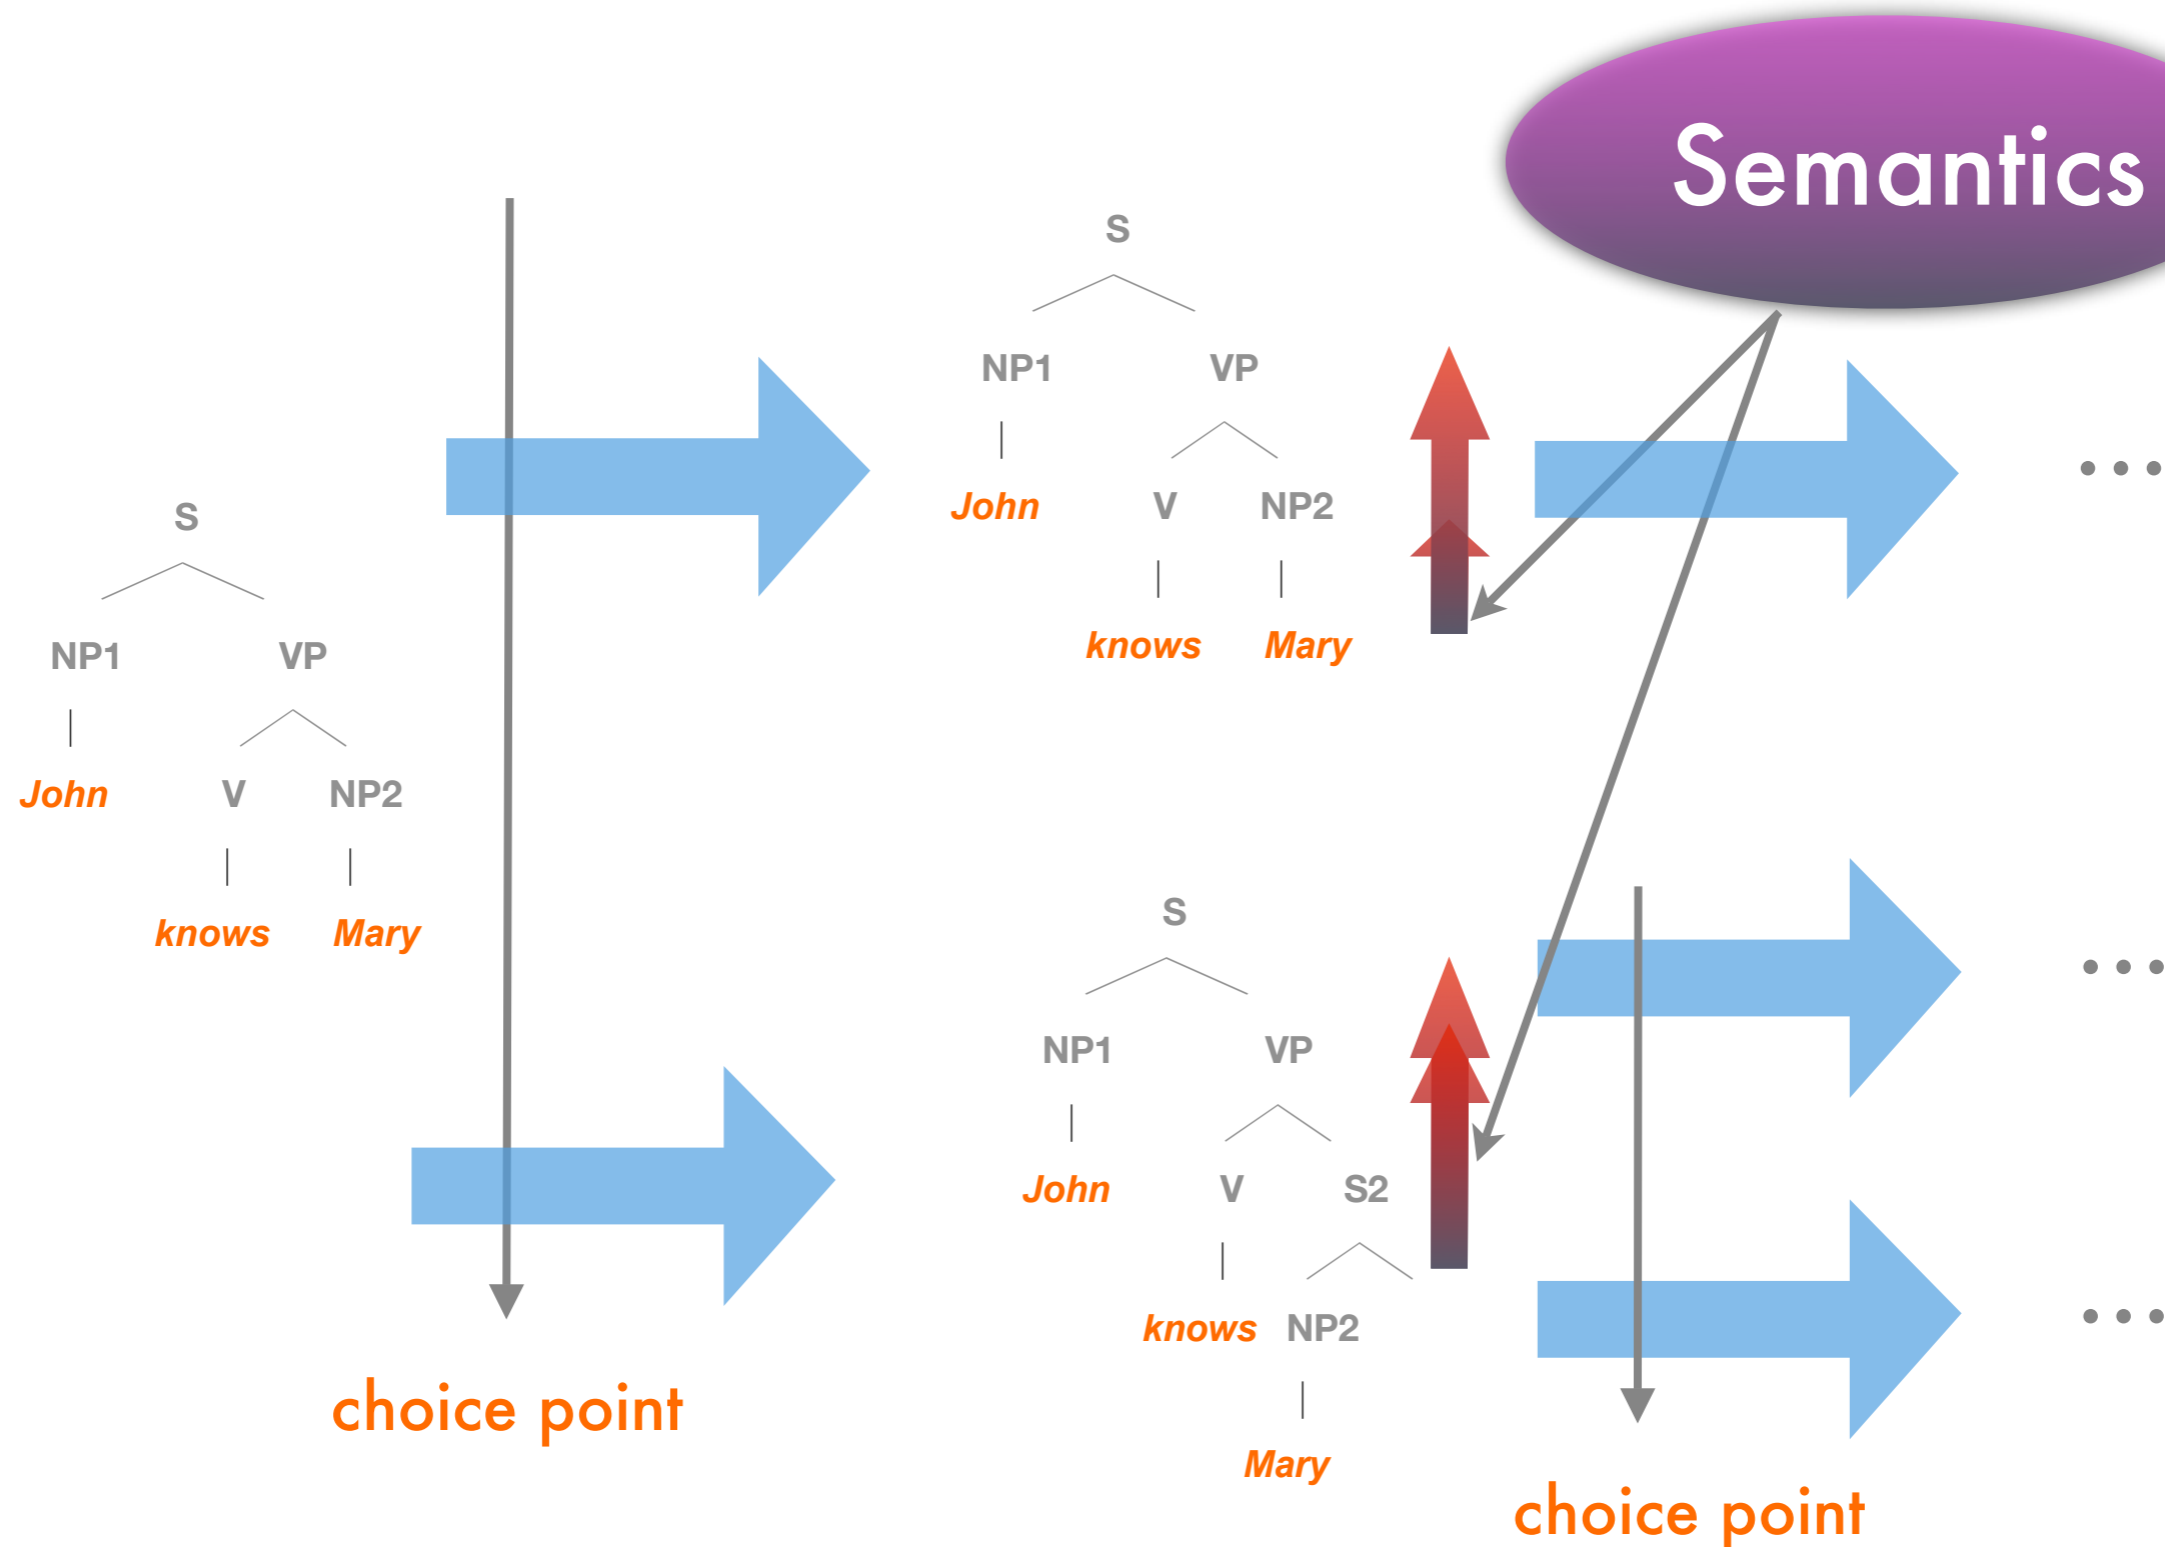 Semantics
S
NP1 VP
John V NP2
knows Mary
S
NP1 VP
John V NP2
knows Mary
S
NP1 VP
John V S2
knows NP2
Mary
...
...
...
choice point
choice point